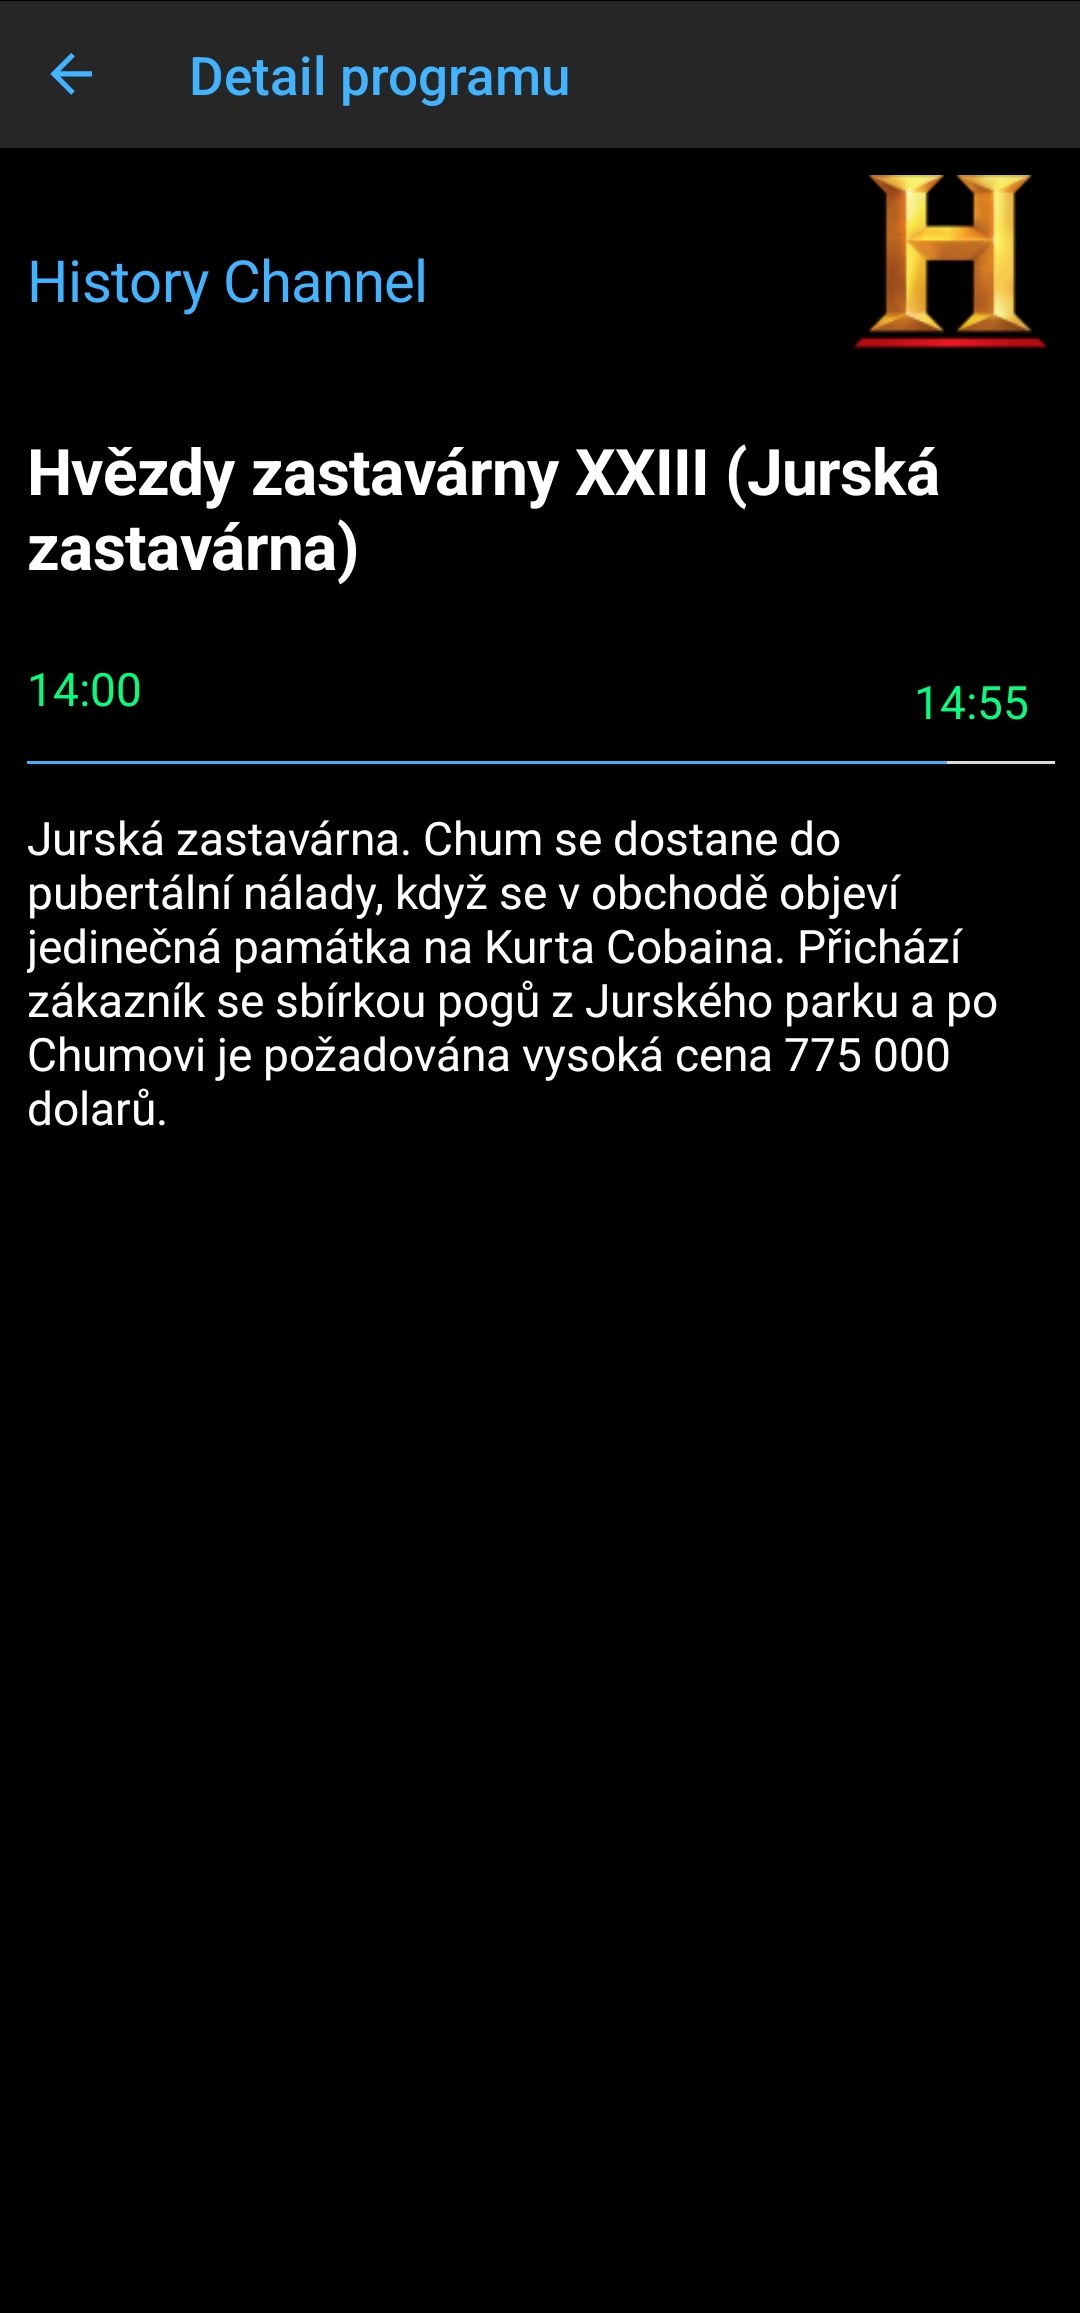 Detail programu
History Channel
H
Hvězdy zastavárny XXIII (Jurská
zastavárna)
14:00
14:55
Jurská zastavárna. Chum se dostane do
pubertální nálady, když se v obchodě objeví
jedinečná památka na Kurta Cobaina. Přichází
zákazník se sbírkou pogů z Jurského parku a po
Chumovi je požadována vysoká cena 775 000
dolarů.